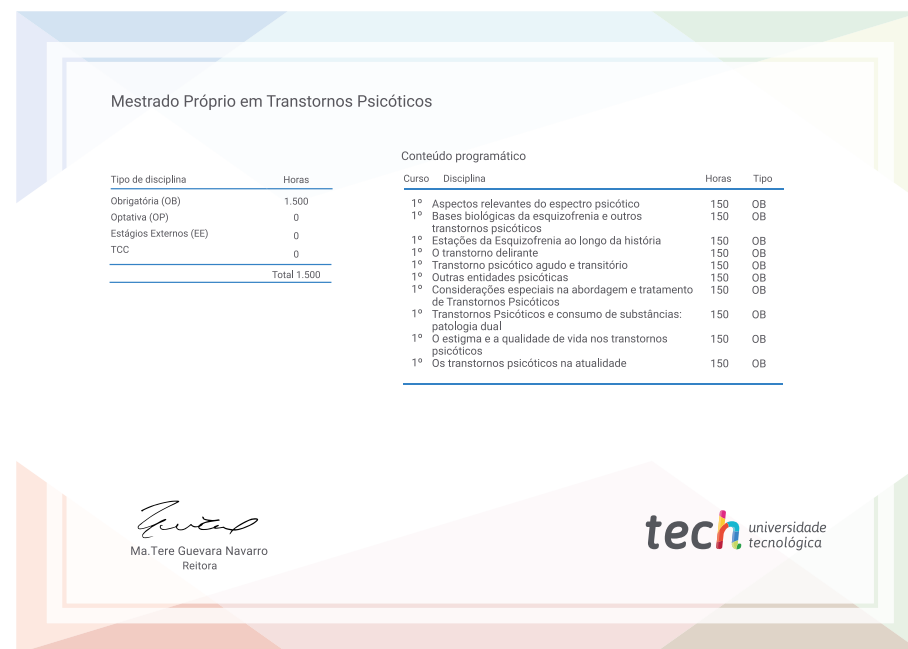 Mestrado Próprio em Transtornos Psicóticos
Tipo de disciplina Horas
Obrigatória (OB) 1.500
Optativa (OP) 0
Estágios Externos (EE) 0
TCC 0
Total 1.500
Conteúdo programático
Curso Disciplina Horas Tipo
1º Aspectos relevantes do espectro psicótico 150 OB
1º Bases biológicas da esquizofrenia e outros 150 OB
transtornos psicóticos
1º Estações da Esquizofrenia ao longo da história 150 OB
1º O transtorno delirante 150 OB
1º Transtorno psicótico agudo e transitório 150 OB
1º Outras entidades psicóticas 150 OB
1º Considerações especiais na abordagem e tratamento 150 OB
de Transtornos Psicóticos
1º Transtornos Psicóticos e consumo de substâncias: 150 OB
patologia dual
1º O estigma e a qualidade de vida nos transtornos 150 OB
psicóticos
1º Os transtornos psicóticos na atualidade 150 OB
Ma.Tere Guevara Navarro
Reitora
tech universidade
tecnológica